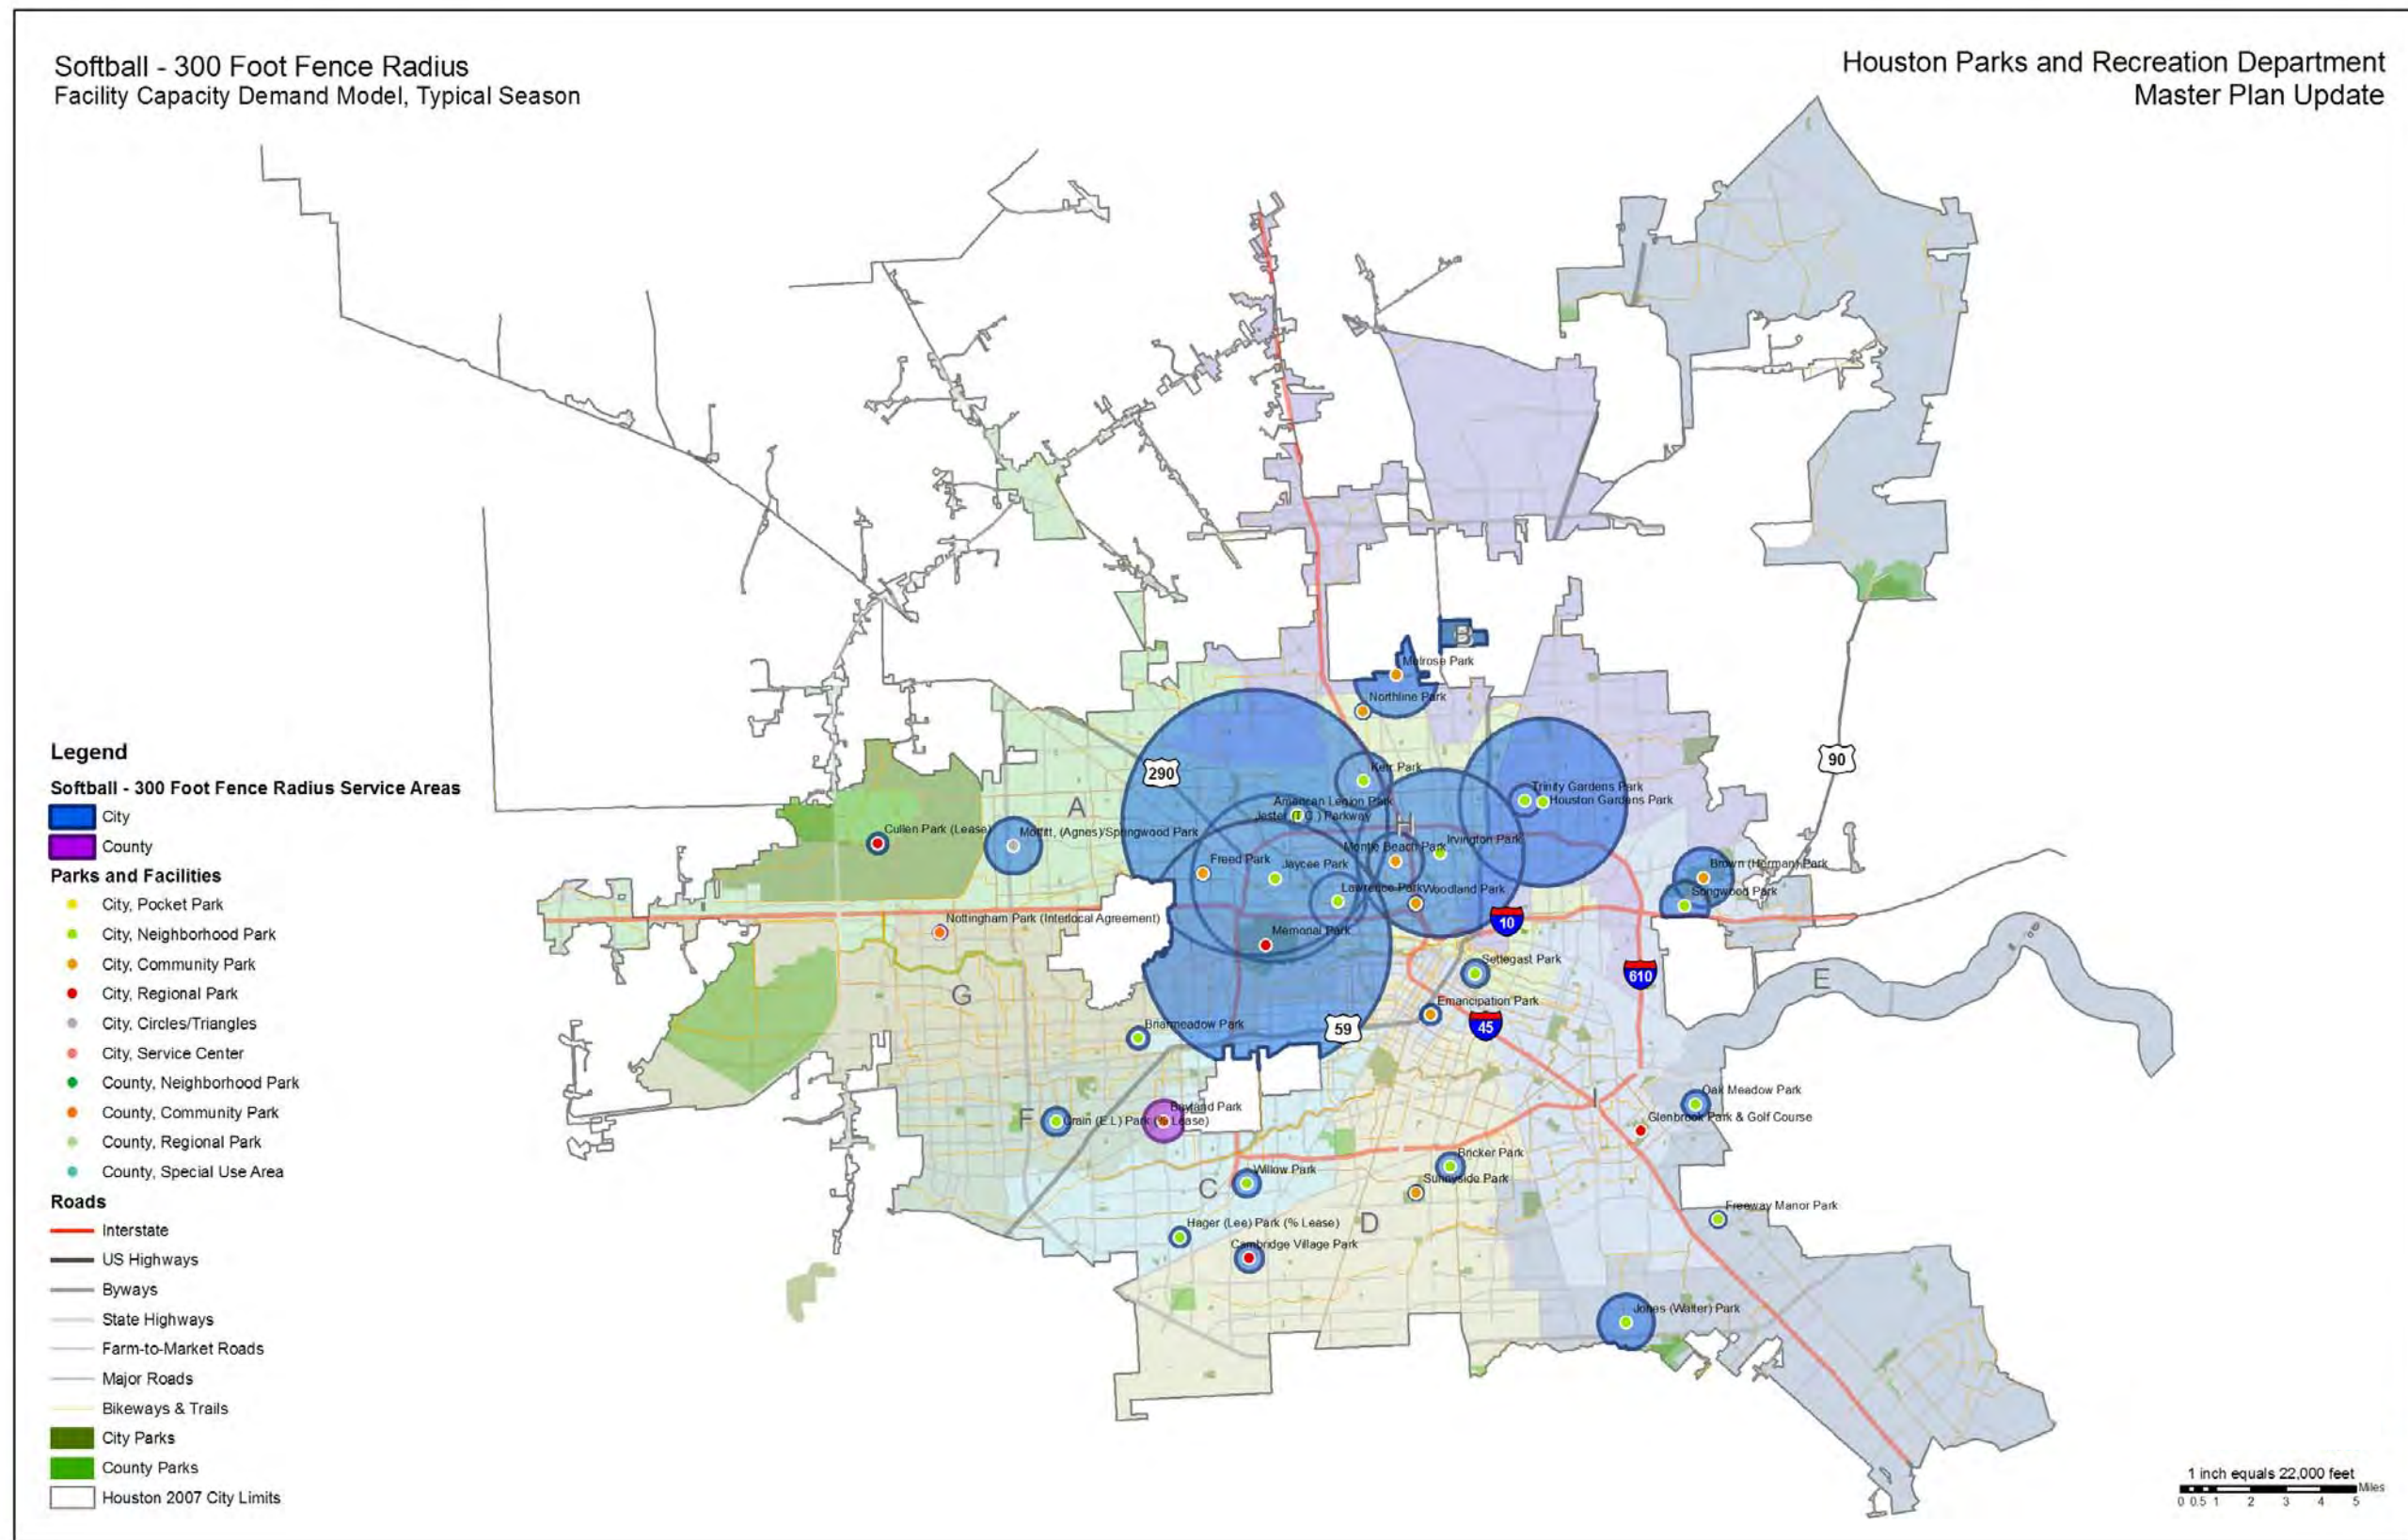 Softball - 300 Foot Fence Radius
Facility Capacity Demand Model, Typical Season
Houston Parks and Recreation Department
Master Plan Update
B
Melrose Park
Northline Park
290
90
Kerr Park
Trinity Gardens Park
Houston Gardens Park
American Legion Park
Jester (T.C.) Parkway
A
H
Cullen Park (Lease)
Moffitt, (Agnes)/Springwood Park
Irvington Park
Montie Beach Park
Freed Park
Jaycee Park
Brown (Herman) Park
Lawrence Park
Woodland Park
Songwood Park
Nottingham Park (Interlocal Agreement)
10
Memorial Park
Settegast Park
610
E
G
Emancipation Park
Briarmeadow Park
59
45
Oak Meadow Park
I
Bayland Park
Glenbrook Park & Golf Course
F
Crain (E.L) Park (% Lease)
Bricker Park
Willow Park
Sunnyside Park
C
Freeway Manor Park
Hager (Lee) Park (% Lease)
D
Cambridge Village Park
Jones (Walter) Park
Legend
Softball - 300 Foot Fence Radius Service Areas
City
County
Parks and Facilities
City, Pocket Park
City, Neighborhood Park
City, Community Park
City, Regional Park
City, Circles/Triangles
City, Service Center
County, Neighborhood Park
County, Community Park
County, Regional Park
County, Special Use Area
Roads
Interstate
US Highways
Byways
State Highways
Farm-to-Market Roads
Major Roads
Bikeways & Trails
City Parks
County Parks
Houston 2007 City Limits
1 inch equals 22,000 feet
Miles
0 0.5 1 2 3 4 5